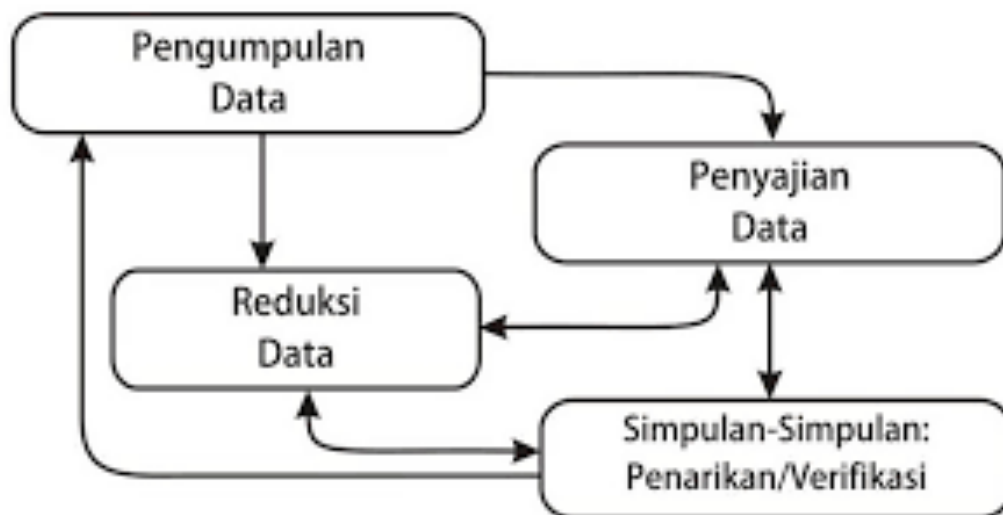 Pengumpulan
Data
Penyajian
Data
Reduksi
Data
Simpulan-Simpulan:
Penarikan/Verifikasi